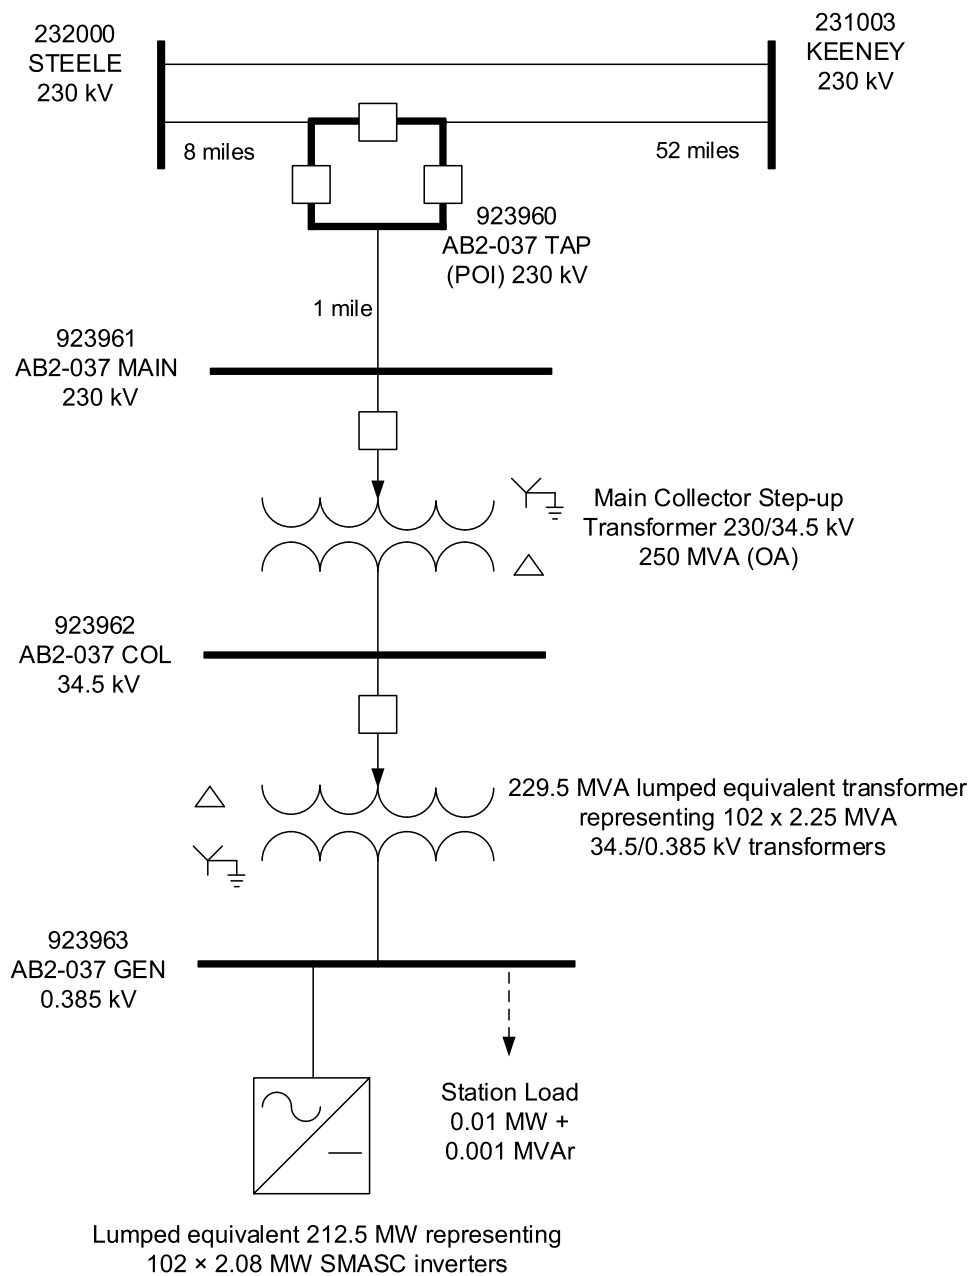 232000
STEELE
230 kV
231003
KEENEY
230 kV
8 miles
52 miles
923960
AB2-037 TAP
(POI) 230 kV
1 mile
923961
AB2-037 MAIN
230 kV
Main Collector Step-up
Transformer 230/34.5 kV
250 MVA (OA)
923962
AB2-037 COL
34.5 kV
229.5 MVA lumped equivalent transformer
representing 102 x 2.25 MVA
34.5/0.385 kV transformers
923963
AB2-037 GEN
0.385 kV
Station Load
0.01 MW +
0.001 MVAr
Lumped equivalent 212.5 MW representing
102 × 2.08 MW SMASC inverters